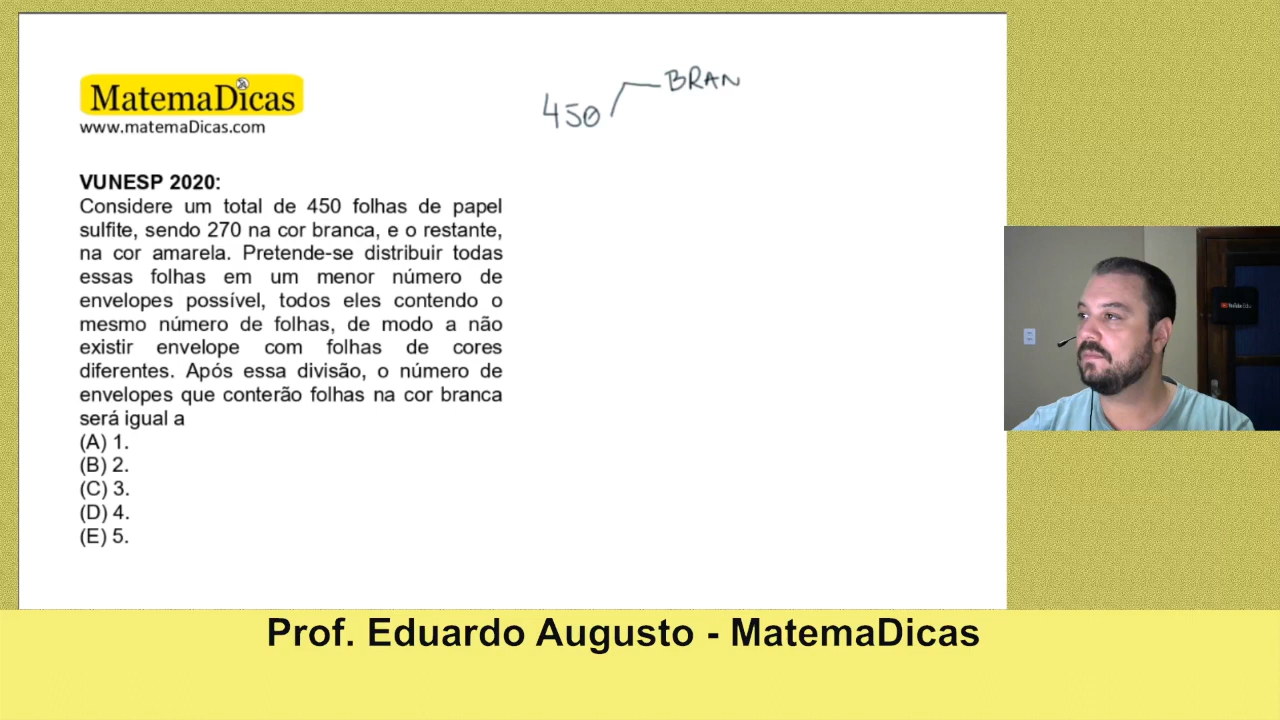 MatemaDicas
www.matemaDicas.com
450 BRAN
VUNESP 2020:
Considere um total de 450 folhas de papel
sulfite, sendo 270 na cor branca, e o restante,
na cor amarela. Pretende-se distribuir todas
essas folhas em um menor número de
envelopes possível, todos eles contendo o
mesmo número de folhas, de modo a não
existir envelope com folhas de cores
diferentes. Após essa divisão, o número de
envelopes que conterão folhas na cor branca
será igual a
(A) 1.
(B) 2.
(C) 3.
(D) 4.
(E) 5.
YouTube Edu
Prof. Eduardo Augusto - MatemaDicas